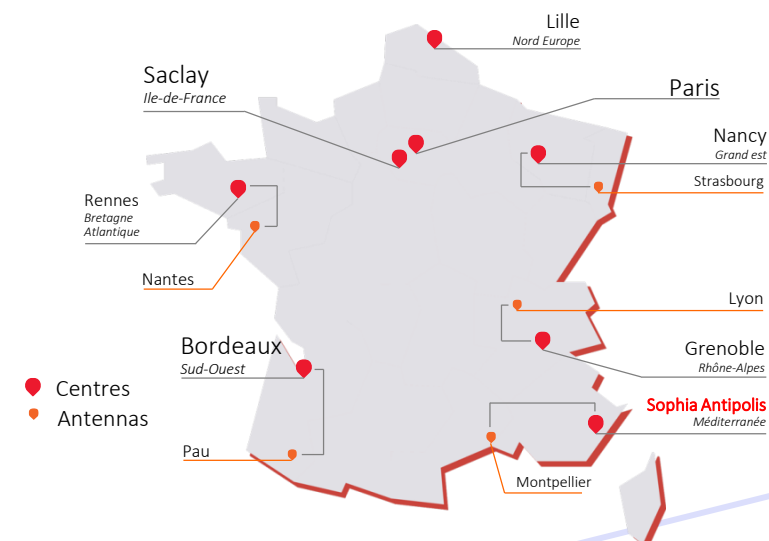 Lille
Nord Europe
Saclay
Ile-de-France
Paris
Nancy
Grand est
Strasbourg
Rennes
Bretagne
Atlantique
Nantes
Lyon
Bordeaux
Sud-Ouest
Grenoble
Rhône-Alpes
Centres
Antennas
Sophia Antipolis
Méditerranée
Pau
Montpellier